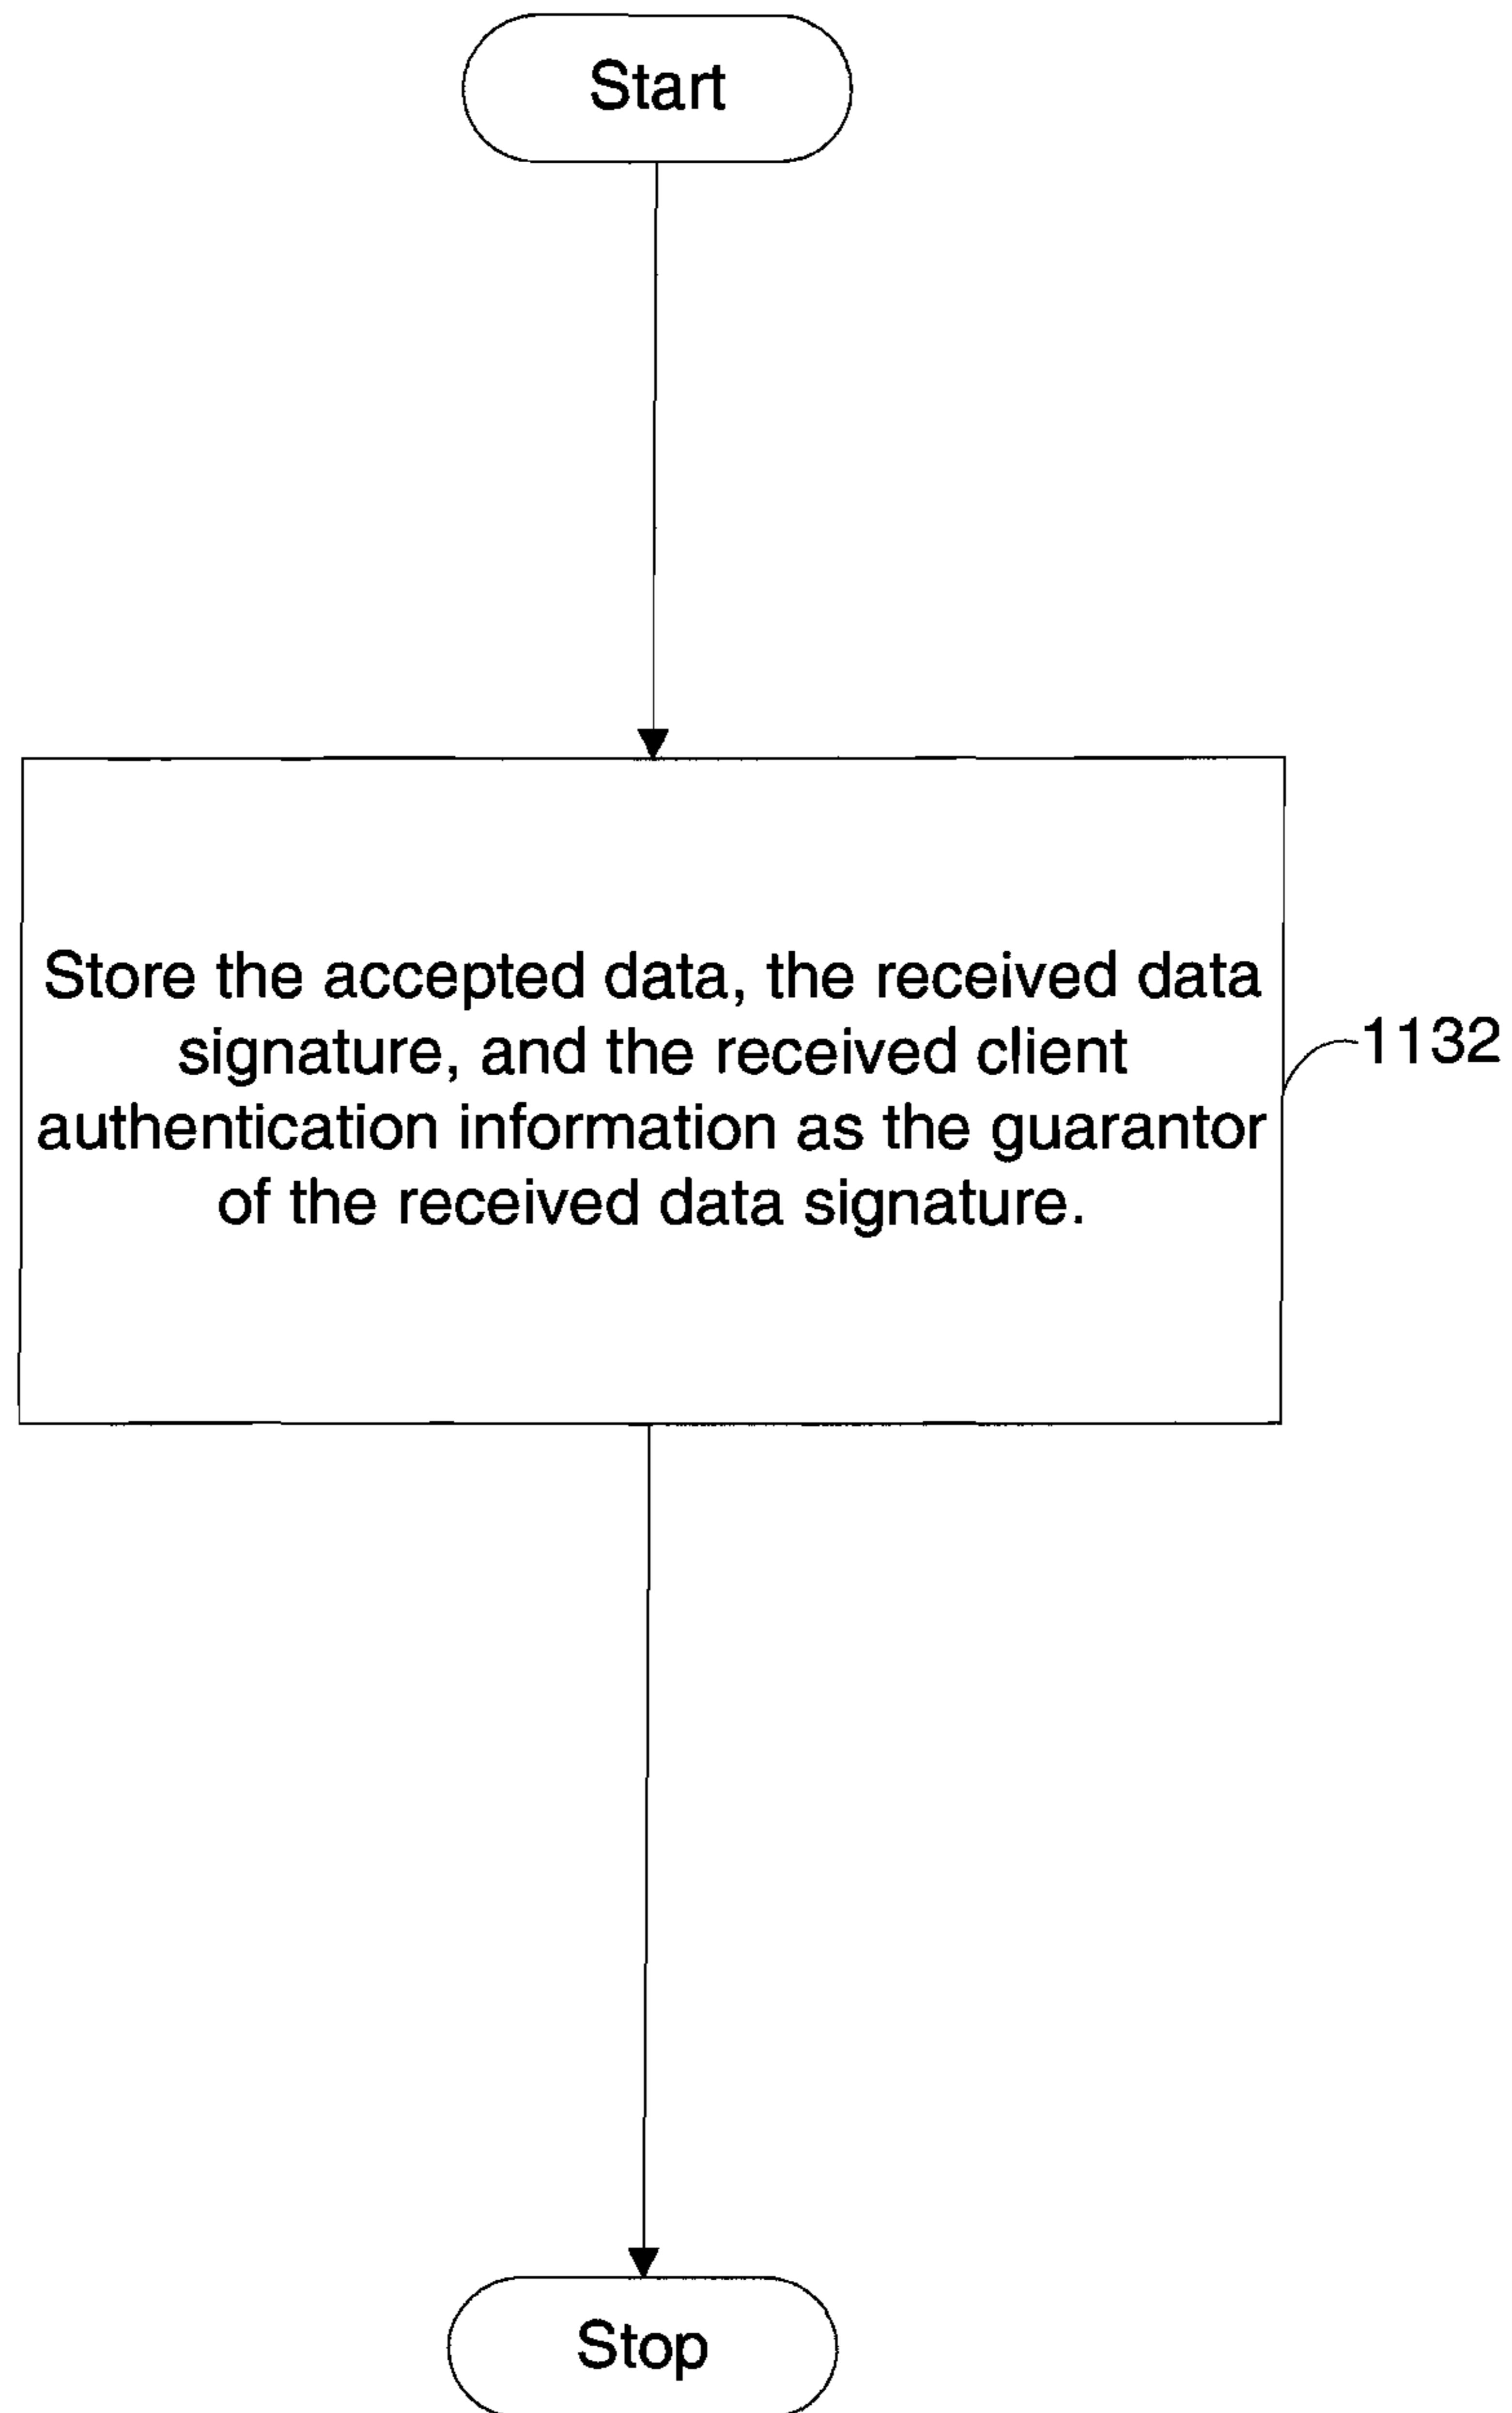 Start
Store the accepted data, the received data
signature, and the received client
authentication information as the guarantor
of the received data signature.
1132
Stop